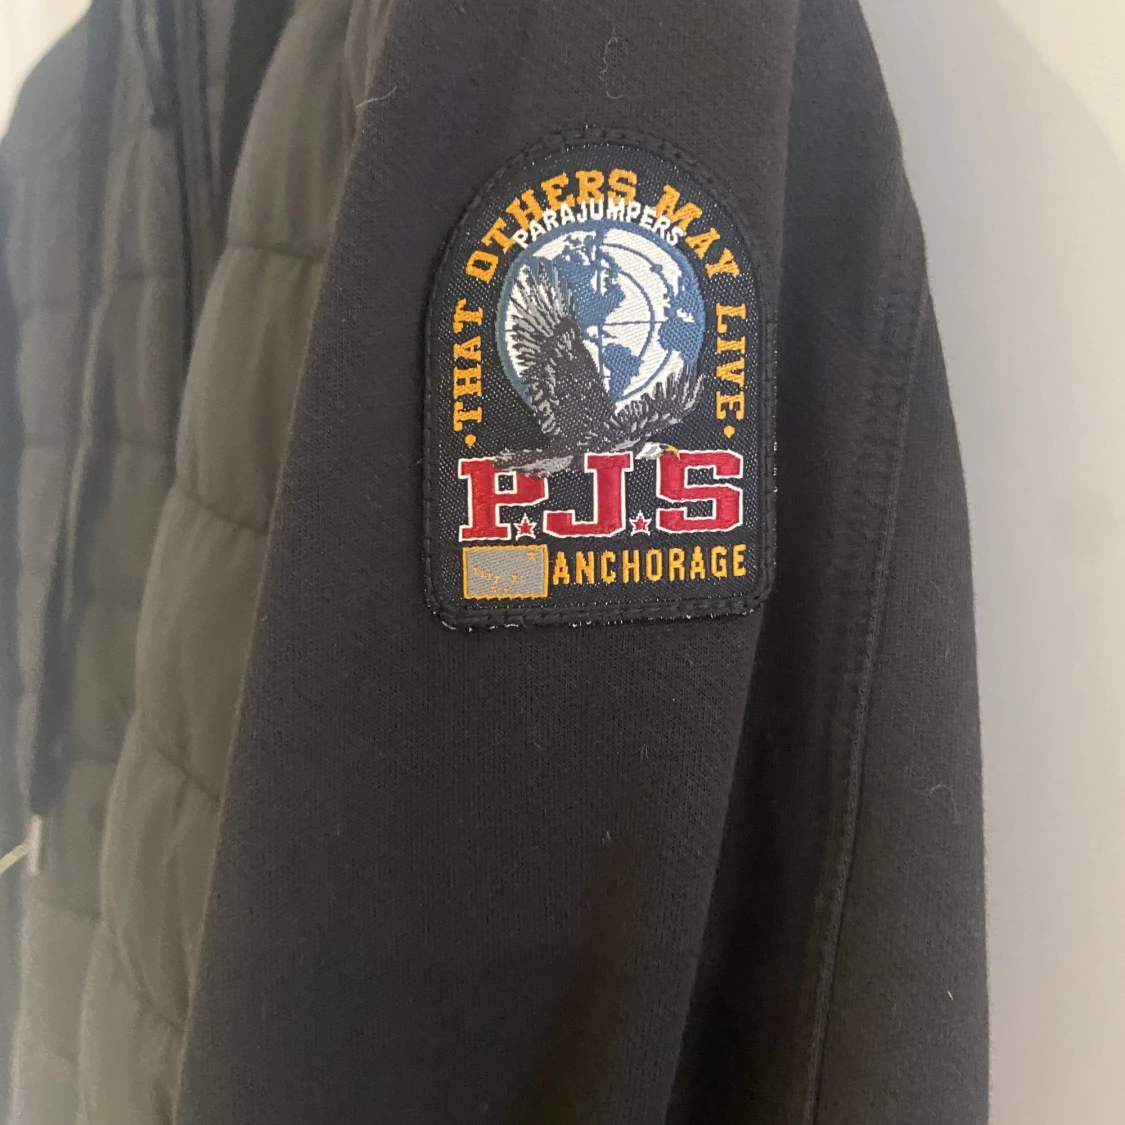 ·THAT OTHERS MAY LIVE·
PARAJUMPERS
P.J.S
ANCHORAGE